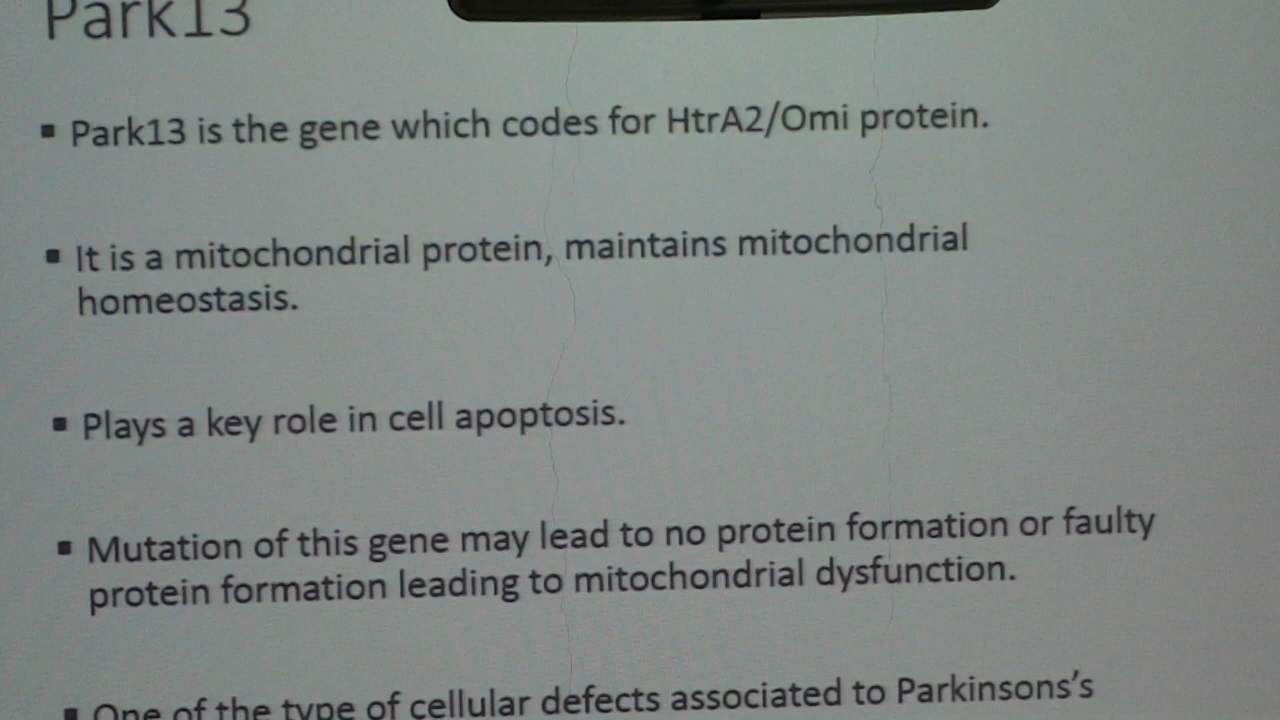 Park13
▪ Park13 is the gene which codes for HtrA2/Omi protein.
▪ It is a mitochondrial protein, maintains mitochondrial
homeostasis.
▪ Plays a key role in cell apoptosis.
▪ Mutation of this gene may lead to no protein formation or faulty
protein formation leading to mitochondrial dysfunction.
▪ One of the type of cellular defects associated to Parkinsons's